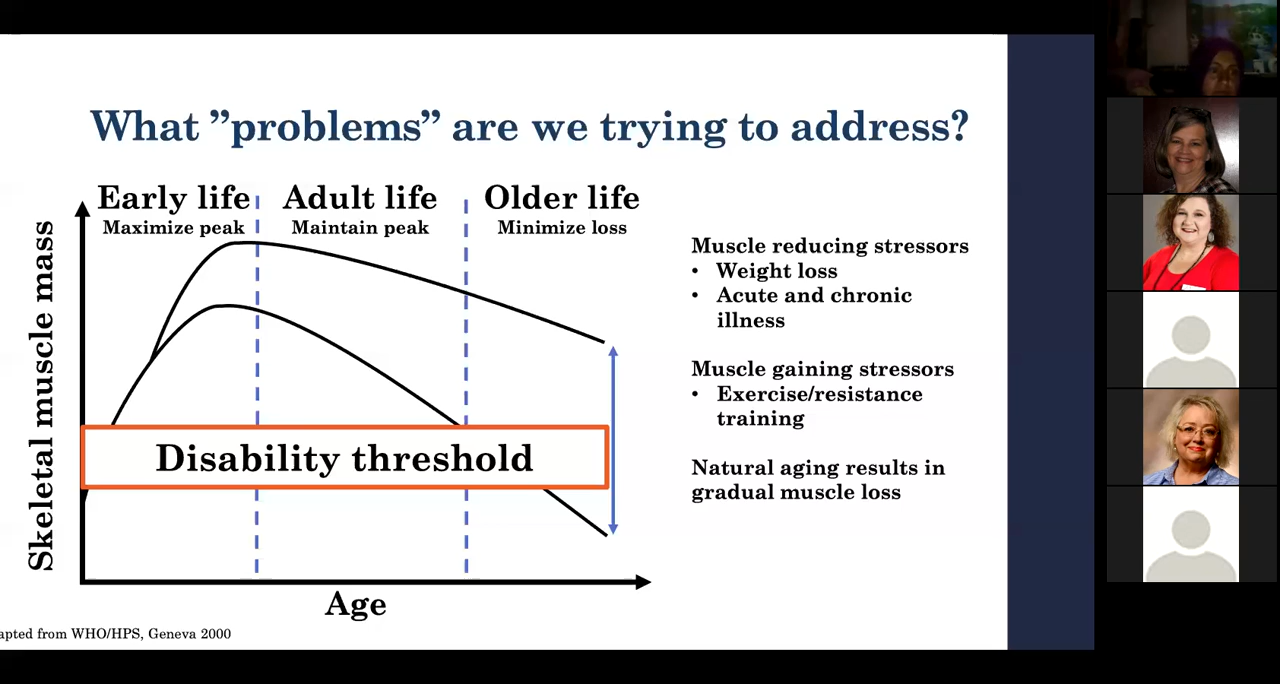 What ”problems” are we trying to address?
Early life
Maximize peak
Adult life
Maintain peak
Older life
Minimize loss
Skeletal muscle mass
Disability threshold
Age
Muscle reducing stressors
• Weight loss
• Acute and chronic
illness
Muscle gaining stressors
• Exercise/resistance
training
Natural aging results in
gradual muscle loss
apted from WHO/HPS, Geneva 2000